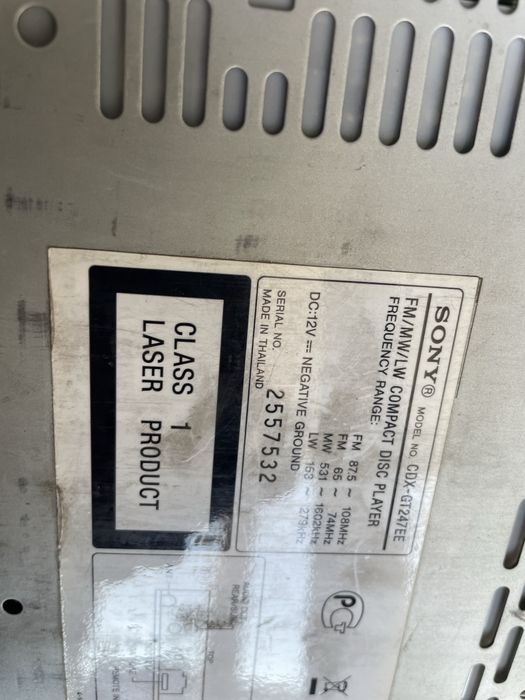 SONY® MODEL NO. CDX-GT247EE
FM/MW/LW COMPACT DISC PLAYER
FREQUENCY RANGE:
FM 87.5 ~ 108MHz
FM 65 ~ 74MHz
MW 531 ~ 1602kHz
LW 153 ~ 279kHz
DC:12V ⎓ NEGATIVE GROUND
SERIAL NO. 2557532
MADE IN THAILAND
CLASS 1
LASER PRODUCT
TOP